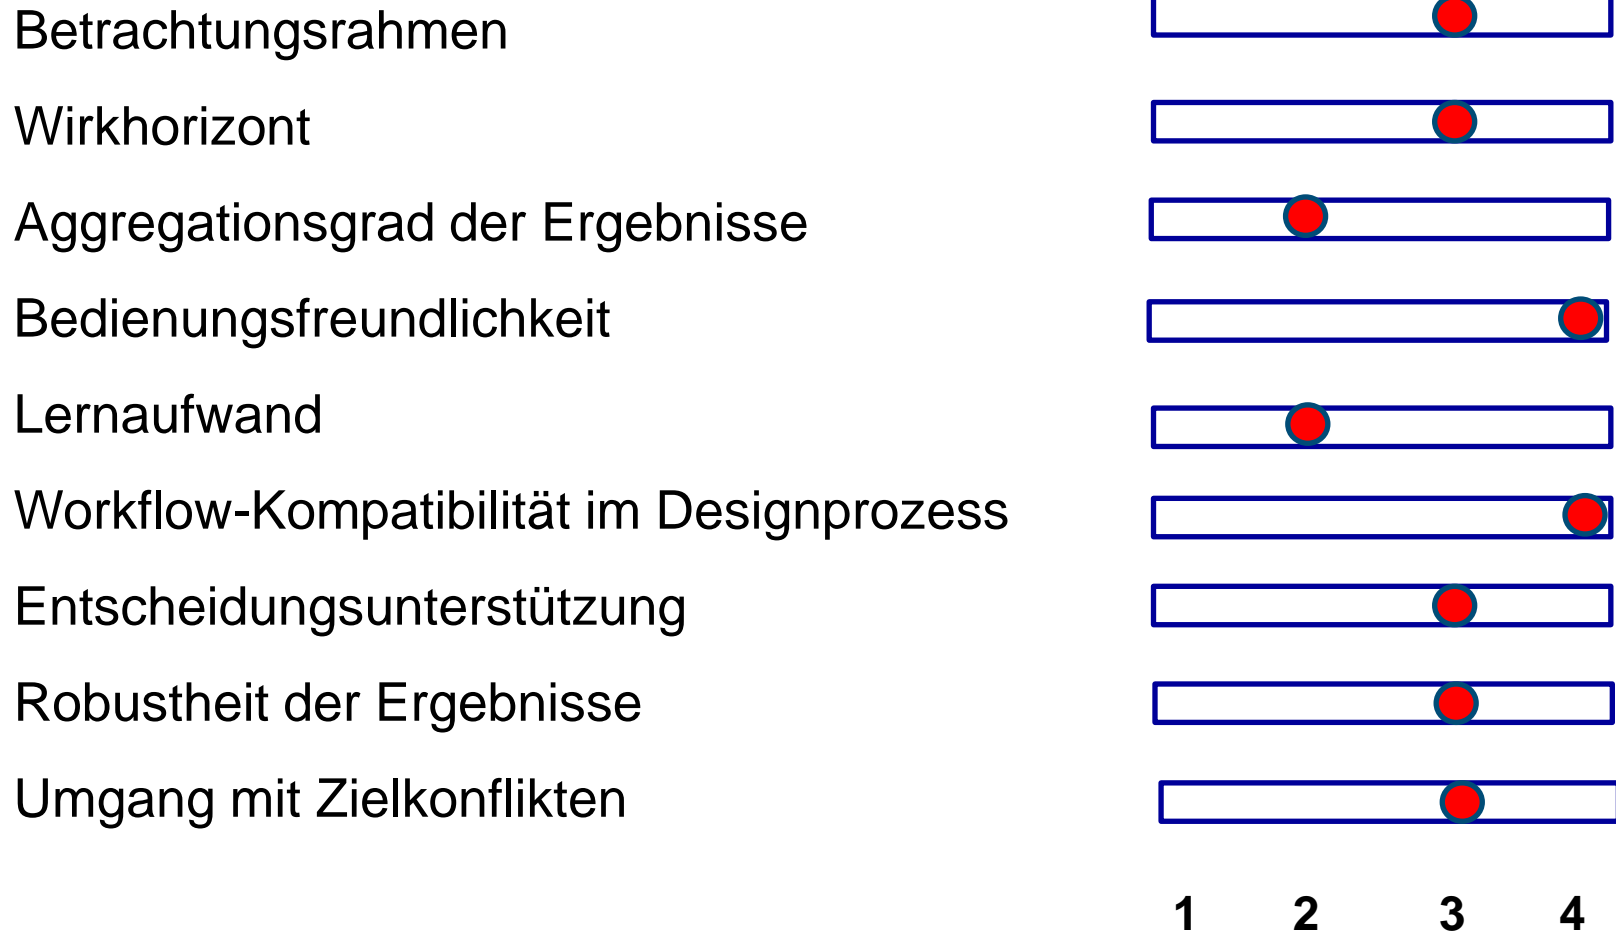 Betrachtungsrahmen
Wirkhorizont
Aggregationsgrad der Ergebnisse
Bedienungsfreundlichkeit
Lernaufwand
Workflow-Kompatibilität im Designprozess
Entscheidungsunterstützung
Robustheit der Ergebnisse
Umgang mit Zielkonflikten
1 2 3 4